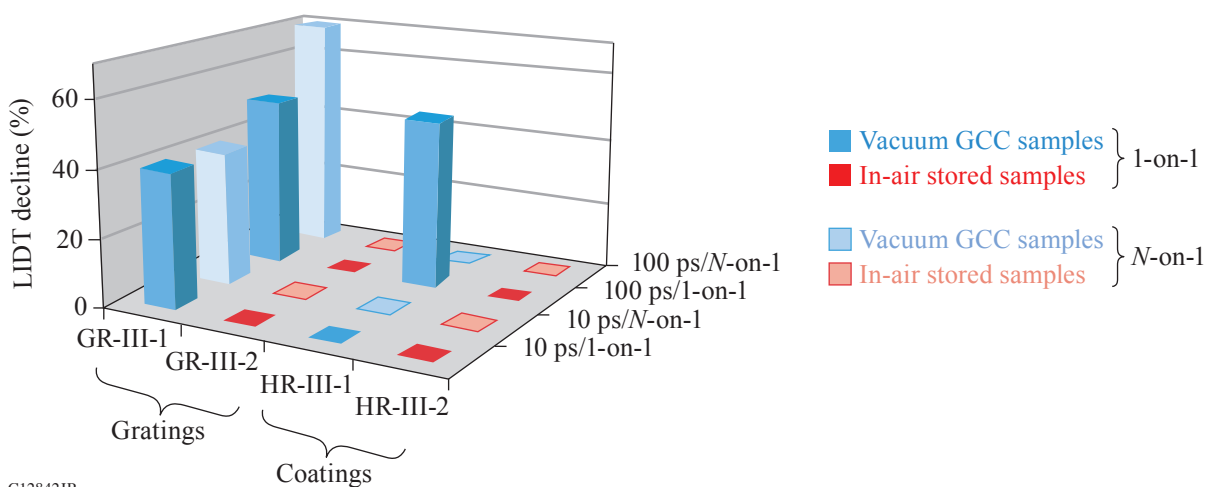 LIDT decline (%)
60
40
20
0
GR-III-1
GR-III-2
HR-III-1
HR-III-2
Gratings
Coatings
100 ps/N-on-1
100 ps/1-on-1
10 ps/N-on-1
10 ps/1-on-1
Vacuum GCC samples
In-air stored samples
1-on-1
Vacuum GCC samples
In-air stored samples
N-on-1